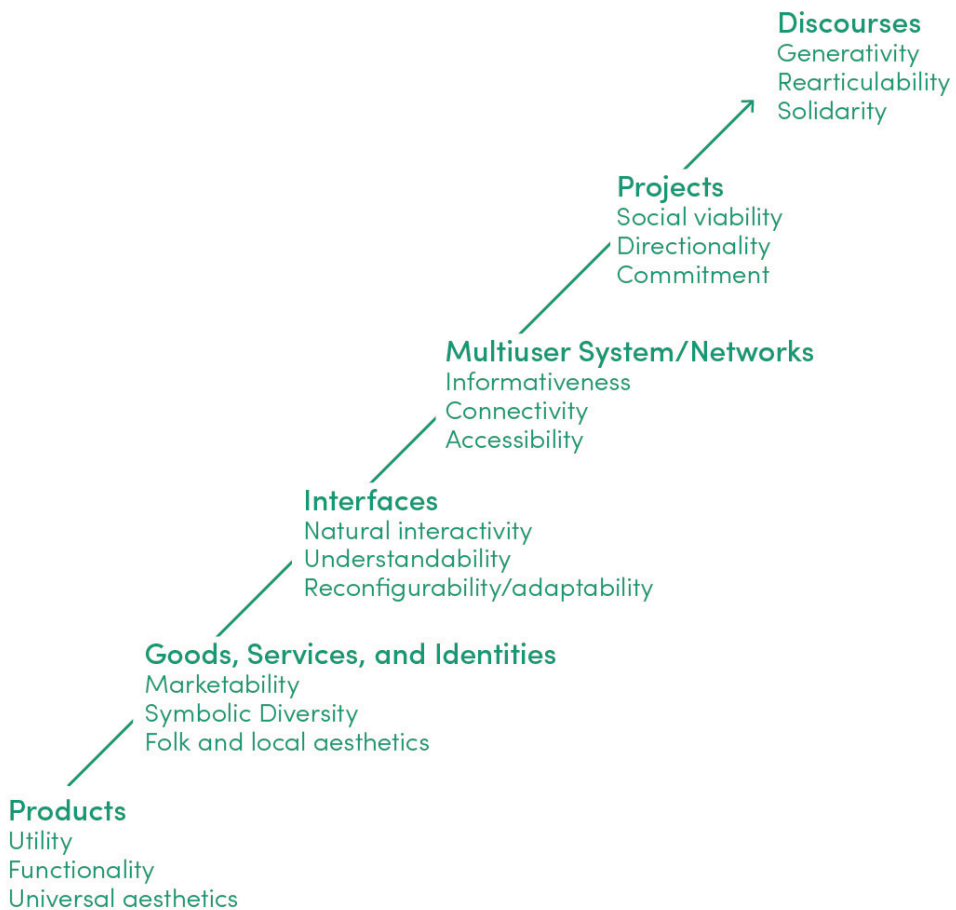 Discourses
Generativity
Rearticulability
Solidarity
Projects
Social viability
Directionality
Commitment
Multiuser System/Networks
Informativeness
Connectivity
Accessibility
Interfaces
Natural interactivity
Understandability
Reconfigurability/adaptability
Goods, Services, and Identities
Marketability
Symbolic Diversity
Folk and local aesthetics
Products
Utility
Functionality
Universal aesthetics